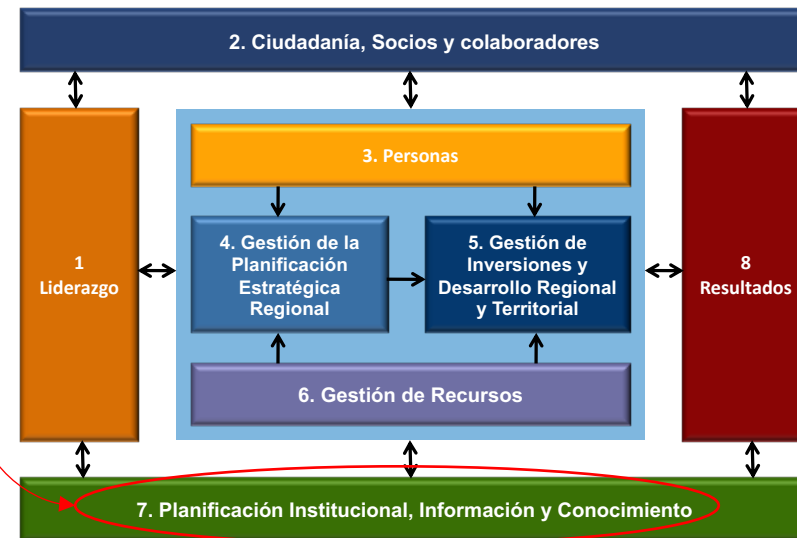 2. Ciudadanía, Socios y colaboradores
1
Liderazgo
3. Personas
4. Gestión de la
Planificación
Estratégica
Regional
5. Gestión de
Inversiones y
Desarrollo Regional
y Territorial
6. Gestión de Recursos
8
Resultados
7. Planificación Institucional, Información y Conocimiento